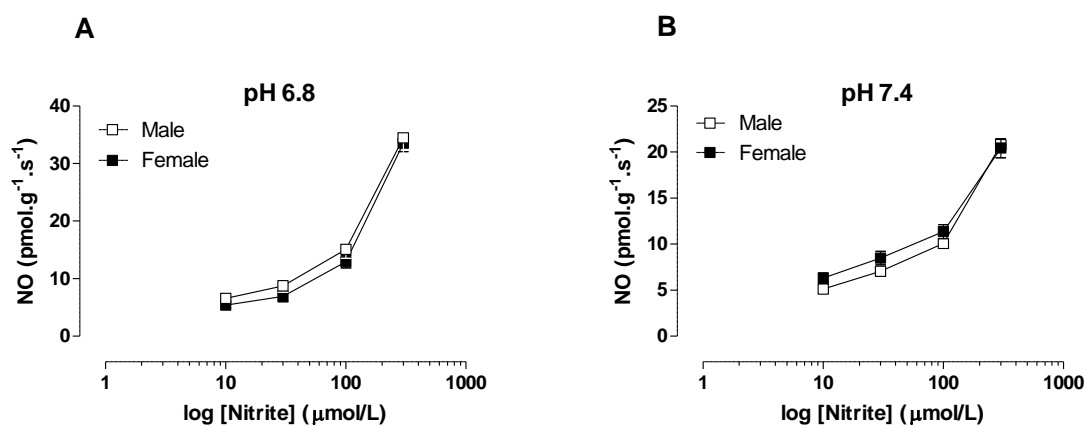 A
pH 6.8
40
30
20
10
0
NO (pmol.g⁻¹.s⁻¹)
Male
Female
1
10
100
1000
log [Nitrite] (μmol/L)
B
pH 7.4
25
20
15
10
5
0
NO (pmol.g⁻¹.s⁻¹)
Male
Female
1
10
100
1000
log [Nitrite] (μmol/L)